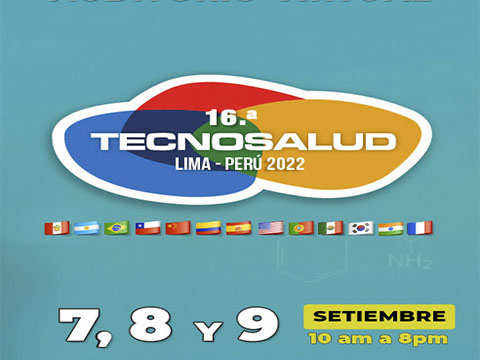 16.ª
TECNOSALUD
LIMA - PERÚ 2022
NH₂
7, 8 Y 9
SETIEMBRE
10 am a 8pm